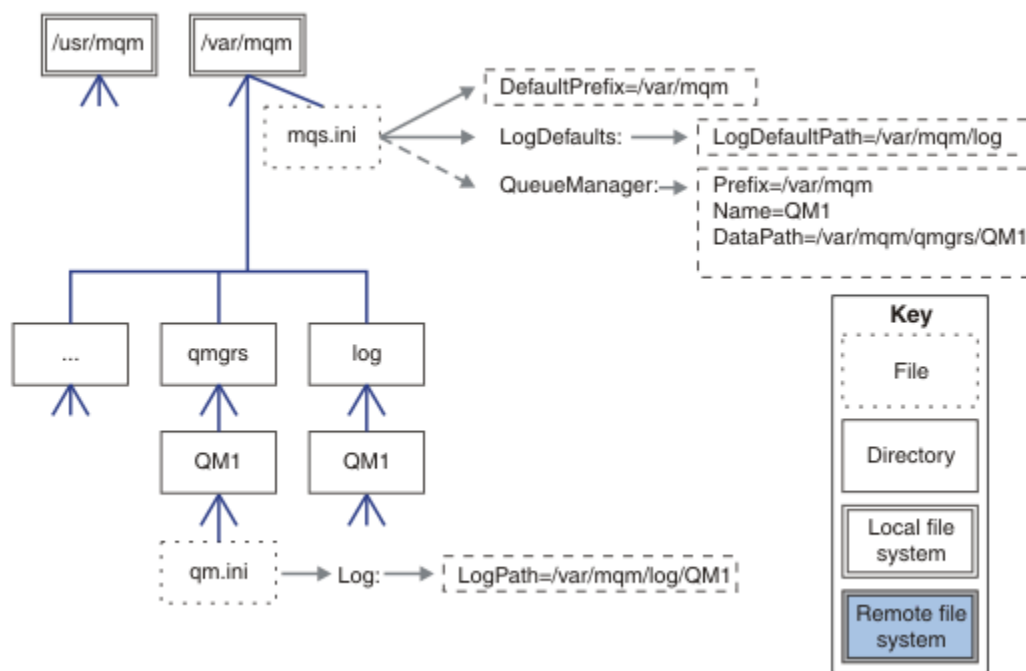 /usr/mqm
/var/mqm
mqs.ini
DefaultPrefix=/var/mqm
LogDefaults:
LogDefaultPath=/var/mqm/log
QueueManager:
Prefix=/var/mqm
Name=QM1
DataPath=/var/mqm/qmgrs/QM1
...
qmgrs
log
QM1
QM1
qm.ini
Log:
LogPath=/var/mqm/log/QM1
Key
File
Directory
Local file
system
Remote file
system